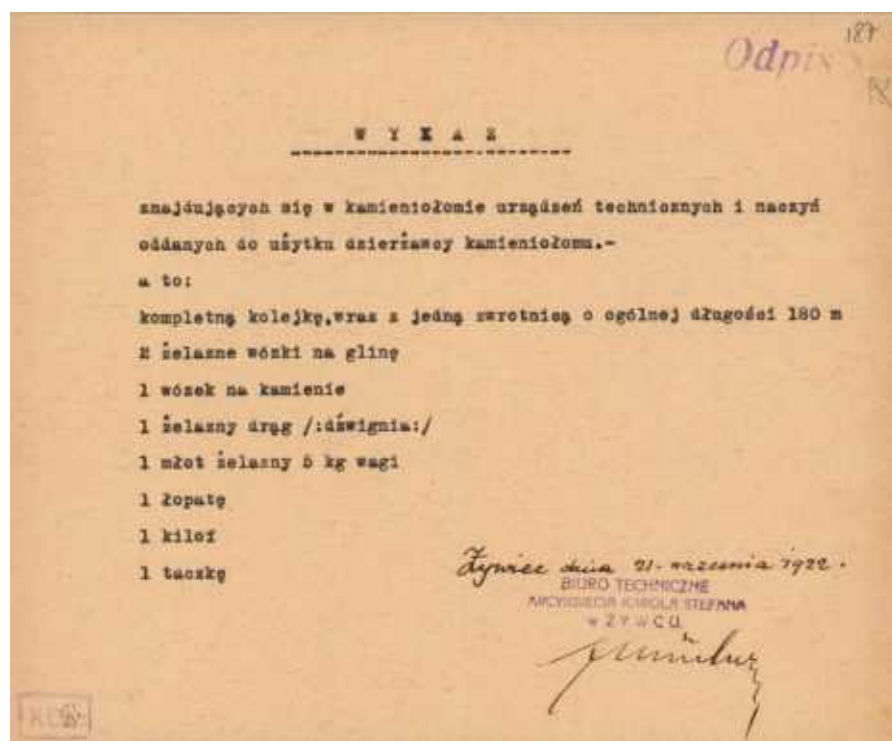 187
Odpis
W Y K A Z
znajdujących się w kamieniołomie urządzeń technicznych i naczyń
oddanych do użytku dzierżawcy kamieniołomu.-
a to:
kompletną kolejkę,wraz z jedną zwrotnicą o ogólnej długości 180 m
2 żelazne wózki na glinę
1 wózek na kamienie
1 żelazny drąg /:dźwignia:/
1 młot żelazny 5 kg wagi
1 łopatę
1 kilof
1 taczkę
Żywiec dnia 21. września 1922.
BIURO TECHNICZNE
ARCYKSIĘCIA KAROLA STEFANA
w ŻYWCU